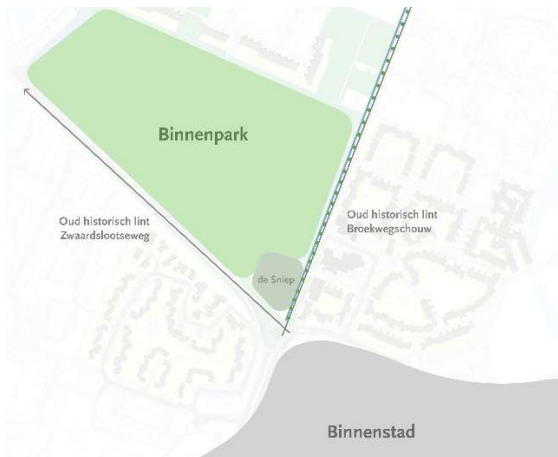 Binnenpark
Oud historisch lint
Zwaardslootseweg
Oud historisch lint
Broekwegschouw
de Sniep
Binnenstad